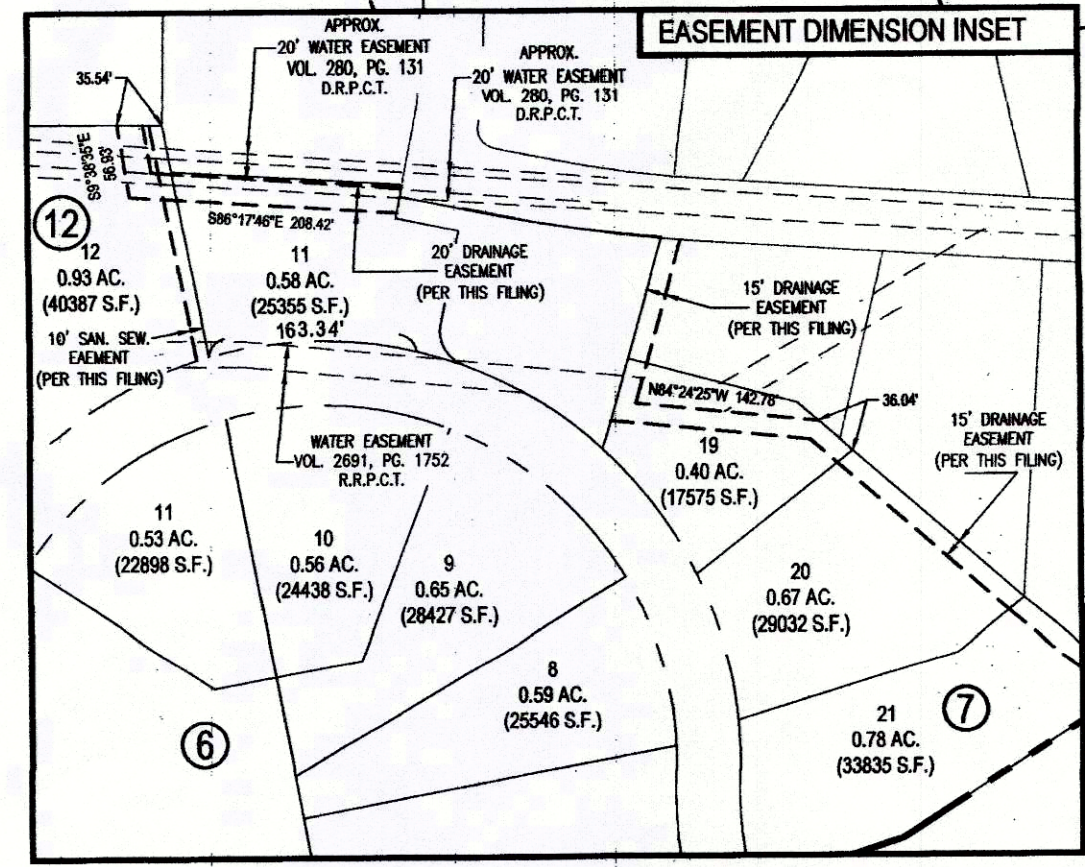 EASEMENT DIMENSION INSET
APPROX.
20' WATER EASEMENT
VOL. 280, PG. 131
D.R.P.C.T.
APPROX.
20' WATER EASEMENT
VOL. 280, PG. 131
D.R.P.C.T.
35.54'
S9°38'35"E
56.93'
S86°17'46"E 208.42'
12
12
0.93 AC.
(40387 S.F.)
11
0.58 AC.
(25355 S.F.)
163.34'
20' DRAINAGE
EASEMENT
(PER THIS FILING)
15' DRAINAGE
EASEMENT
(PER THIS FILING)
10' SAN. SEW.
EAEMENT
(PER THIS FILING)
N84°24'25"W 142.78'
36.04'
15' DRAINAGE
EASEMENT
(PER THIS FILING)
WATER EASEMENT
VOL. 2691, PG. 1752
R.R.P.C.T.
19
0.40 AC.
(17575 S.F.)
11
0.53 AC.
(22898 S.F.)
10
0.56 AC.
(24438 S.F.)
9
0.65 AC.
(28427 S.F.)
20
0.67 AC.
(29032 S.F.)
8
0.59 AC.
(25546 S.F.)
6
21
0.78 AC.
(33835 S.F.)
7